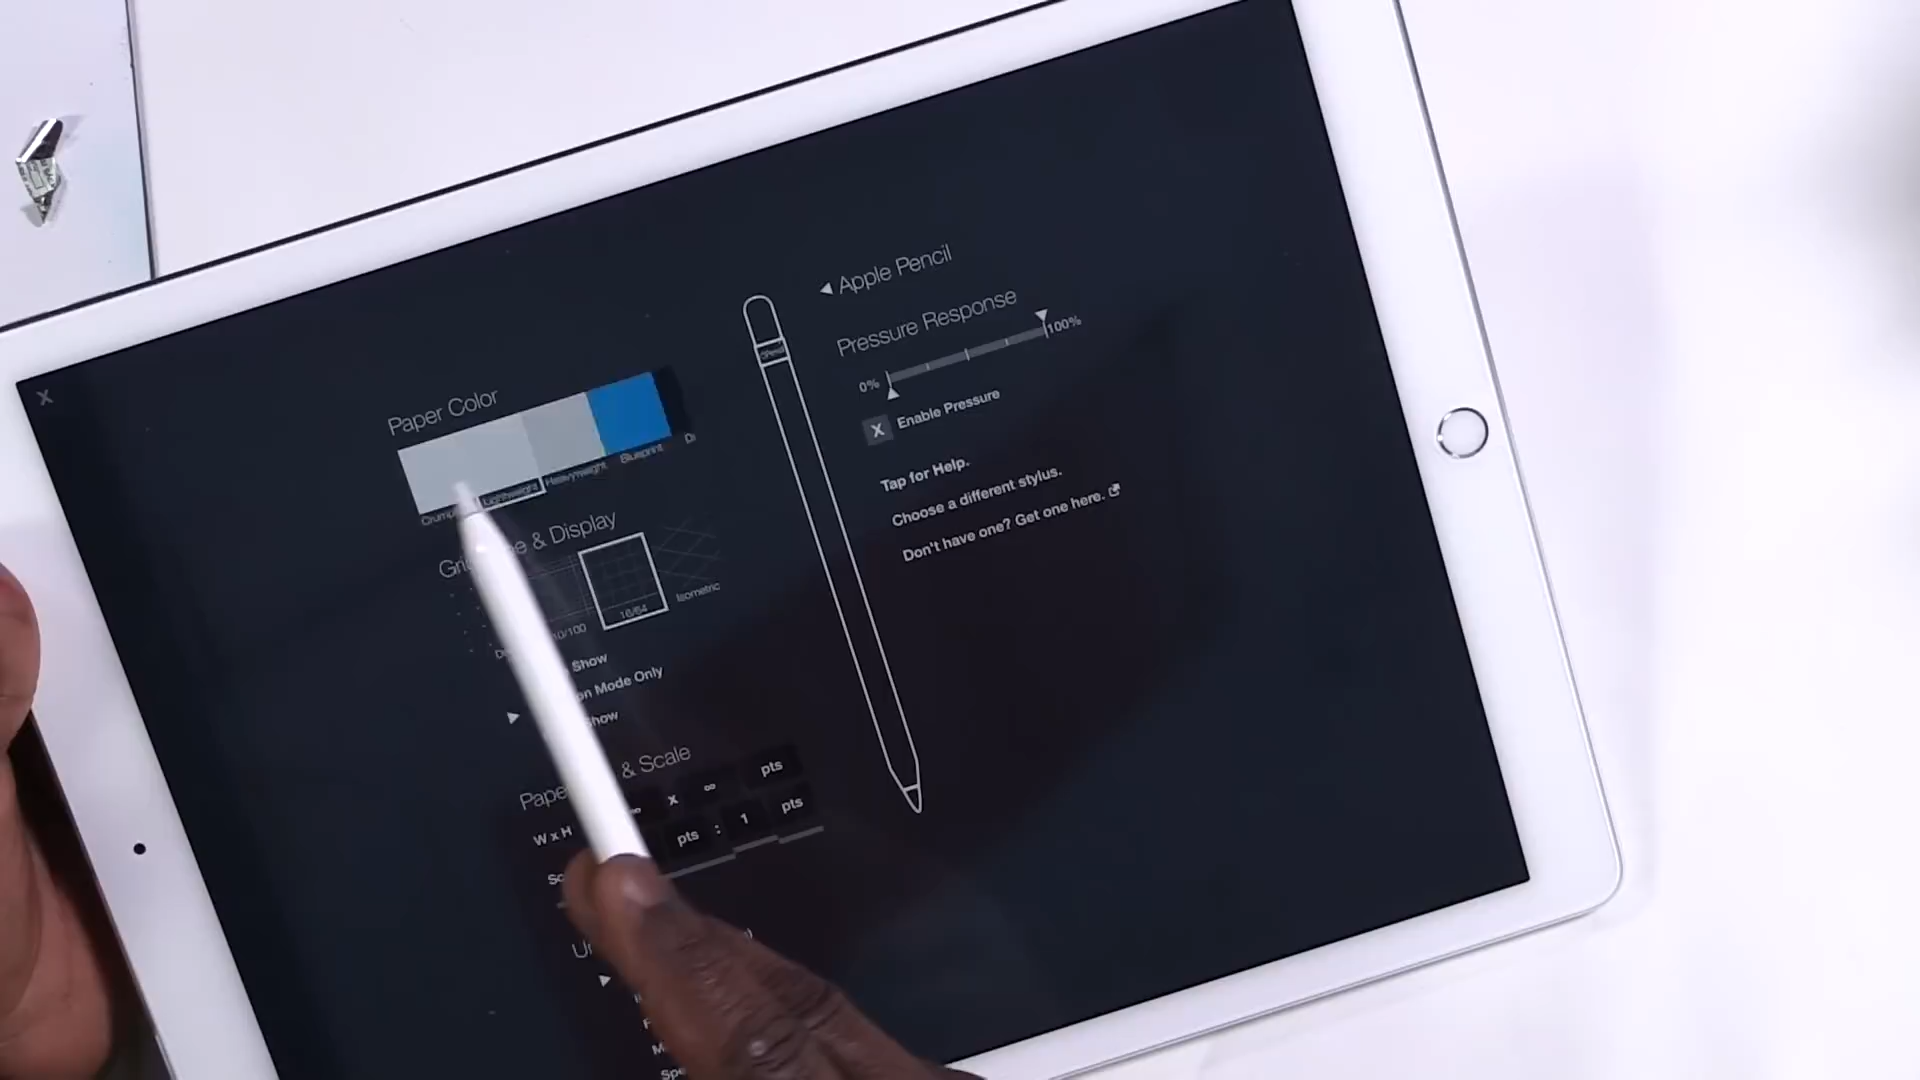 X
Paper Color
Lightweight
Heavyweight
Blueprint
& Display
10/100
16/64
Isometric
Show
Mode Only
Show
& Scale
W x H
∞ x ∞ pts
pts : 1 pts
◀ Apple Pencil
Pressure Response
0%
100%
X Enable Pressure
Tap for Help.
Choose a different stylus.
Don't have one? Get one here.